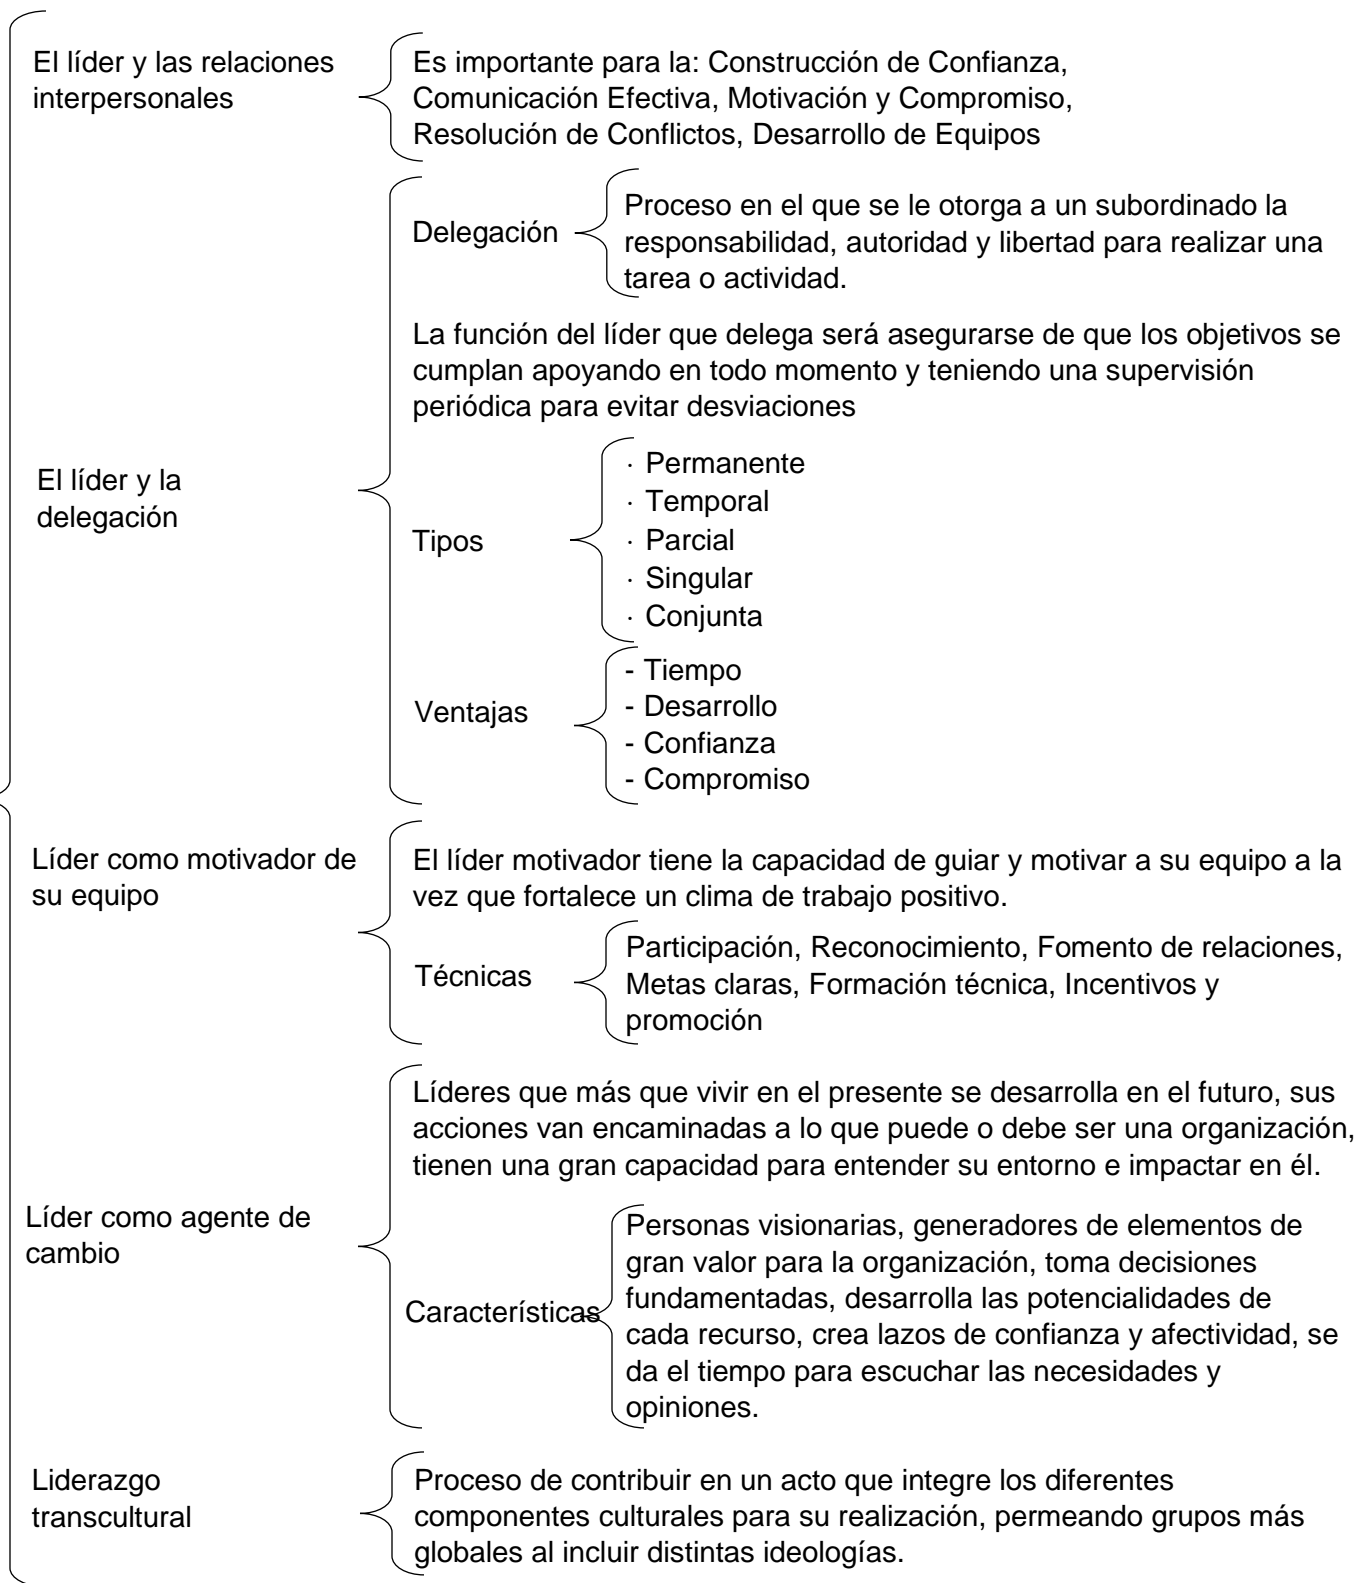 El líder y las relaciones
interpersonales
Es importante para la: Construcción de Confianza,
Comunicación Efectiva, Motivación y Compromiso,
Resolución de Conflictos, Desarrollo de Equipos
El líder y la
delegación
Delegación
Proceso en el que se le otorga a un subordinado la
responsabilidad, autoridad y libertad para realizar una
tarea o actividad.
La función del líder que delega será asegurarse de que los objetivos se
cumplan apoyando en todo momento y teniendo una supervisión
periódica para evitar desviaciones
Tipos
· Permanente
· Temporal
· Parcial
· Singular
· Conjunta
Ventajas
- Tiempo
- Desarrollo
- Confianza
- Compromiso
Líder como motivador de
su equipo
El líder motivador tiene la capacidad de guiar y motivar a su equipo a la
vez que fortalece un clima de trabajo positivo.
Técnicas
Participación, Reconocimiento, Fomento de relaciones,
Metas claras, Formación técnica, Incentivos y
promoción
Líder como agente de
cambio
Líderes que más que vivir en el presente se desarrolla en el futuro, sus
acciones van encaminadas a lo que puede o debe ser una organización,
tienen una gran capacidad para entender su entorno e impactar en él.
Características
Personas visionarias, generadores de elementos de
gran valor para la organización, toma decisiones
fundamentadas, desarrolla las potencialidades de
cada recurso, crea lazos de confianza y afectividad, se
da el tiempo para escuchar las necesidades y
opiniones.
Liderazgo
transcultural
Proceso de contribuir en un acto que integre los diferentes
componentes culturales para su realización, permeando grupos más
globales al incluir distintas ideologías.